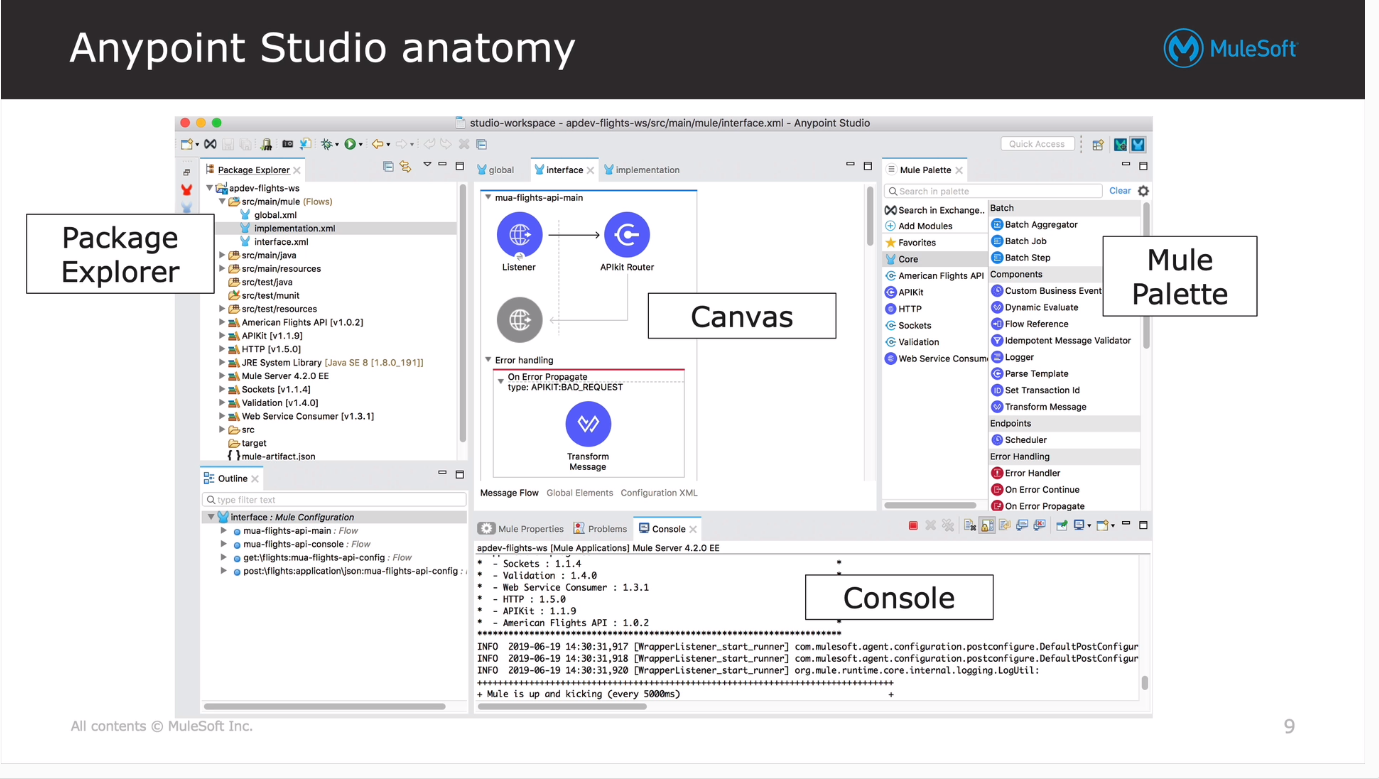 Anypoint Studio anatomy
MuleSoft
studio-workspace - apdev-flights-ws/src/main/mule/interface.xml - Anypoint Studio
Quick Access
Package Explorer
apdev-flights-ws
src/main/mule (Flows)
global.xml
implementation.xml
interface.xml
src/main/java
src/main/resources
src/test/java
src/test/munit
src/test/resources
American Flights API [v1.0.2]
APIKit [v1.1.9]
HTTP [v1.5.0]
JRE System Library [Java SE 8 [1.8.0_191]]
Mule Server 4.2.0 EE
Sockets [v1.1.4]
Validation [v1.4.0]
Web Service Consumer [v1.3.1]
src
target
mule-artifact.json
Package
Explorer
Outline
type filter text
interface : Mule Configuration
mua-flights-api-main : Flow
mua-flights-api-console : Flow
get:\flights:mua-flights-api-config : Flow
post:\flights:application\json:mua-flights-api-config :
global
interface
implementation
mua-flights-api-main
Listener
APIkit Router
Canvas
Error handling
On Error Propagate
type: APIKIT:BAD_REQUEST
Transform
Message
Message Flow
Global Elements
Configuration XML
Mule Palette
Search in palette
Clear
Search in Exchange..
Add Modules
Favorites
Core
American Flights API
APIKit
HTTP
Sockets
Validation
Web Service Consum
Batch
Batch Aggregator
Batch Job
Batch Step
Components
Custom Business Event
Dynamic Evaluate
Flow Reference
Idempotent Message Validator
Logger
Parse Template
Set Transaction Id
Transform Message
Endpoints
Scheduler
Error Handling
Error Handler
On Error Continue
On Error Propagate
Mule
Palette
Mule Properties
Problems
Console
apdev-flights-ws [Mule Applications] Mule Server 4.2.0 EE
* - Sockets : 1.1.4 *
* - Validation : 1.4.0 *
* - Web Service Consumer : 1.3.1
* - HTTP : 1.5.0
* - APIKit : 1.1.9
* - American Flights API : 1.0.2 *
**********************************************************************
INFO 2019-06-19 14:30:31,917 [WrapperListener_start_runner] com.mulesoft.agent.configuration.postconfigure.DefaultPostConfigur
INFO 2019-06-19 14:30:31,918 [WrapperListener_start_runner] com.mulesoft.agent.configuration.postconfigure.DefaultPostConfigur
INFO 2019-06-19 14:30:31,920 [WrapperListener_start_runner] org.mule.runtime.core.internal.logging.LogUtil:
++++++++++++++++++++++++++++++++++++++++++++++++++++++++++++++++++++++++++++++++
+ Mule is up and kicking (every 5000ms) +
Console
All contents © MuleSoft Inc.
9